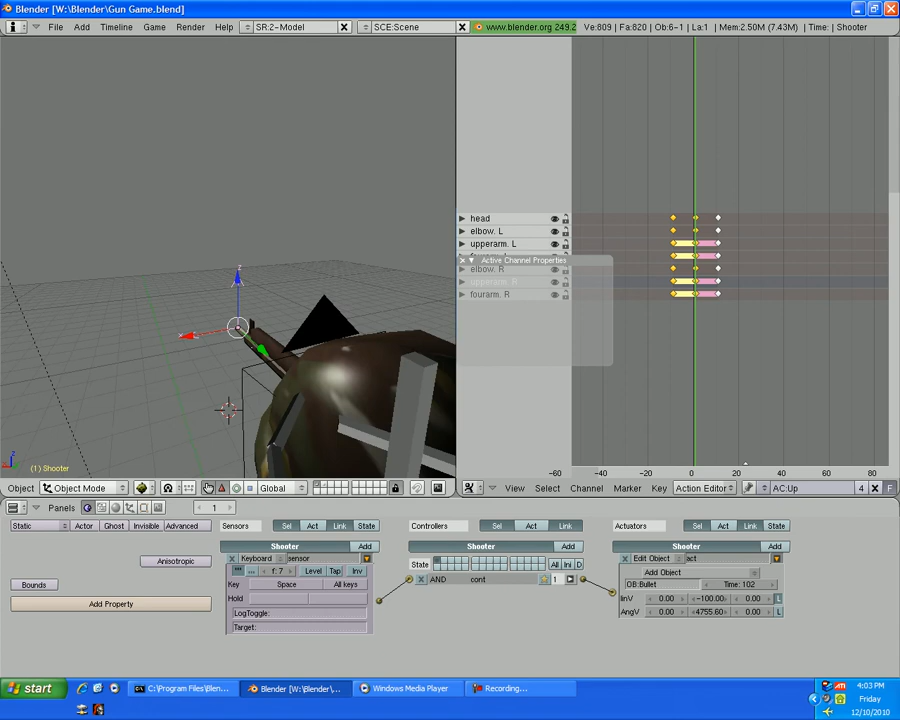 Blender [W:\Blender\Gun Game.blend]
File Add Timeline Game Render Help SR:2-Model SCE:Scene www.blender.org 249.2 Ve:609 | Fa:820 | Ob:6-1 | La:1 | Mem:2.50M (7.43M) | Time: | Shooter
head
elbow. L
upperarm. L
Active Channel Properties
elbow. R
upperarm. R
fourarm. R
(1) Shooter
-60 -40 -20 0 20 40 60 80
Object Object Mode Global View Select Channel Marker Key Action Editor AC:Up 4 F
Panels 1
Static Actor Ghost Invisible Advanced Sensors Sel Act Link State Controllers Sel Act Link Actuators Sel Act Link State
Shooter Add Shooter Add Shooter Add
Anisotropic Keyboard sensor State All Ini D Edit Object act
f: 7 Level Tap Inv AND cont 1 Add Object
Bounds Key Space All keys OB:Bullet Time: 102
Add Property Hold linV 0.00 -100.00 0.00 L
LogToggle: AngV 0.00 4755.60 0.00 L
Target:
start C:\Program Files\Blen... Blender [W:\Blender\... Windows Media Player Recording... 4:03 PM
Friday
12/10/2010